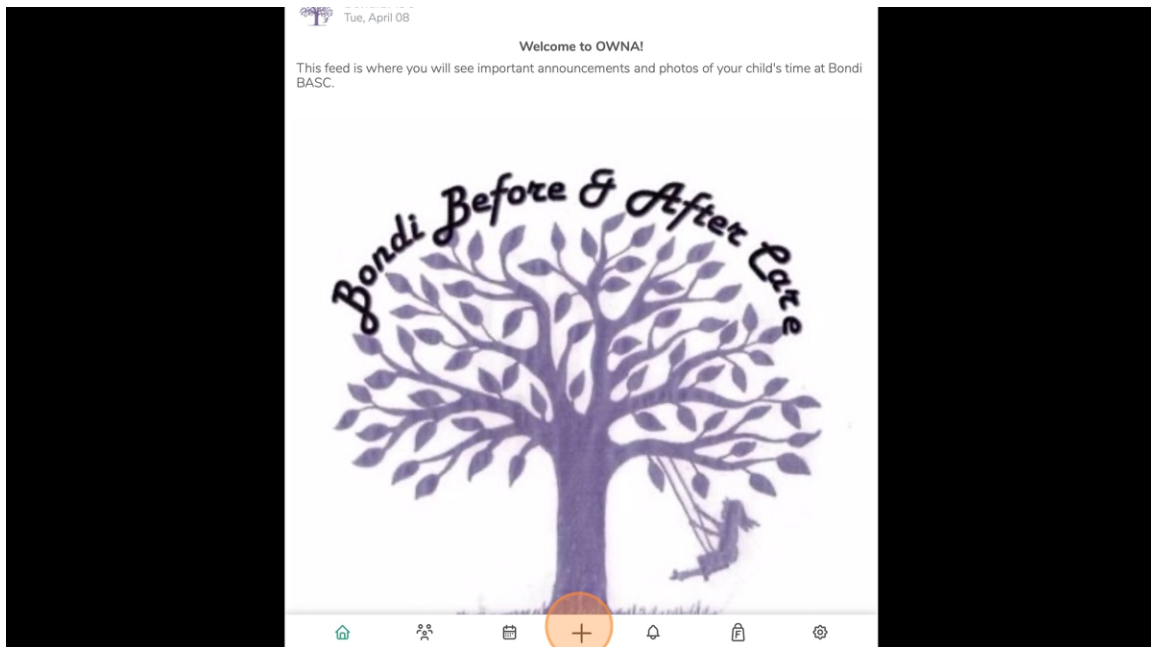 Tue, April 08
Welcome to OWNA!
This feed is where you will see important announcements and photos of your child's time at Bondi
BASC.
Bondi Before & After Care
F